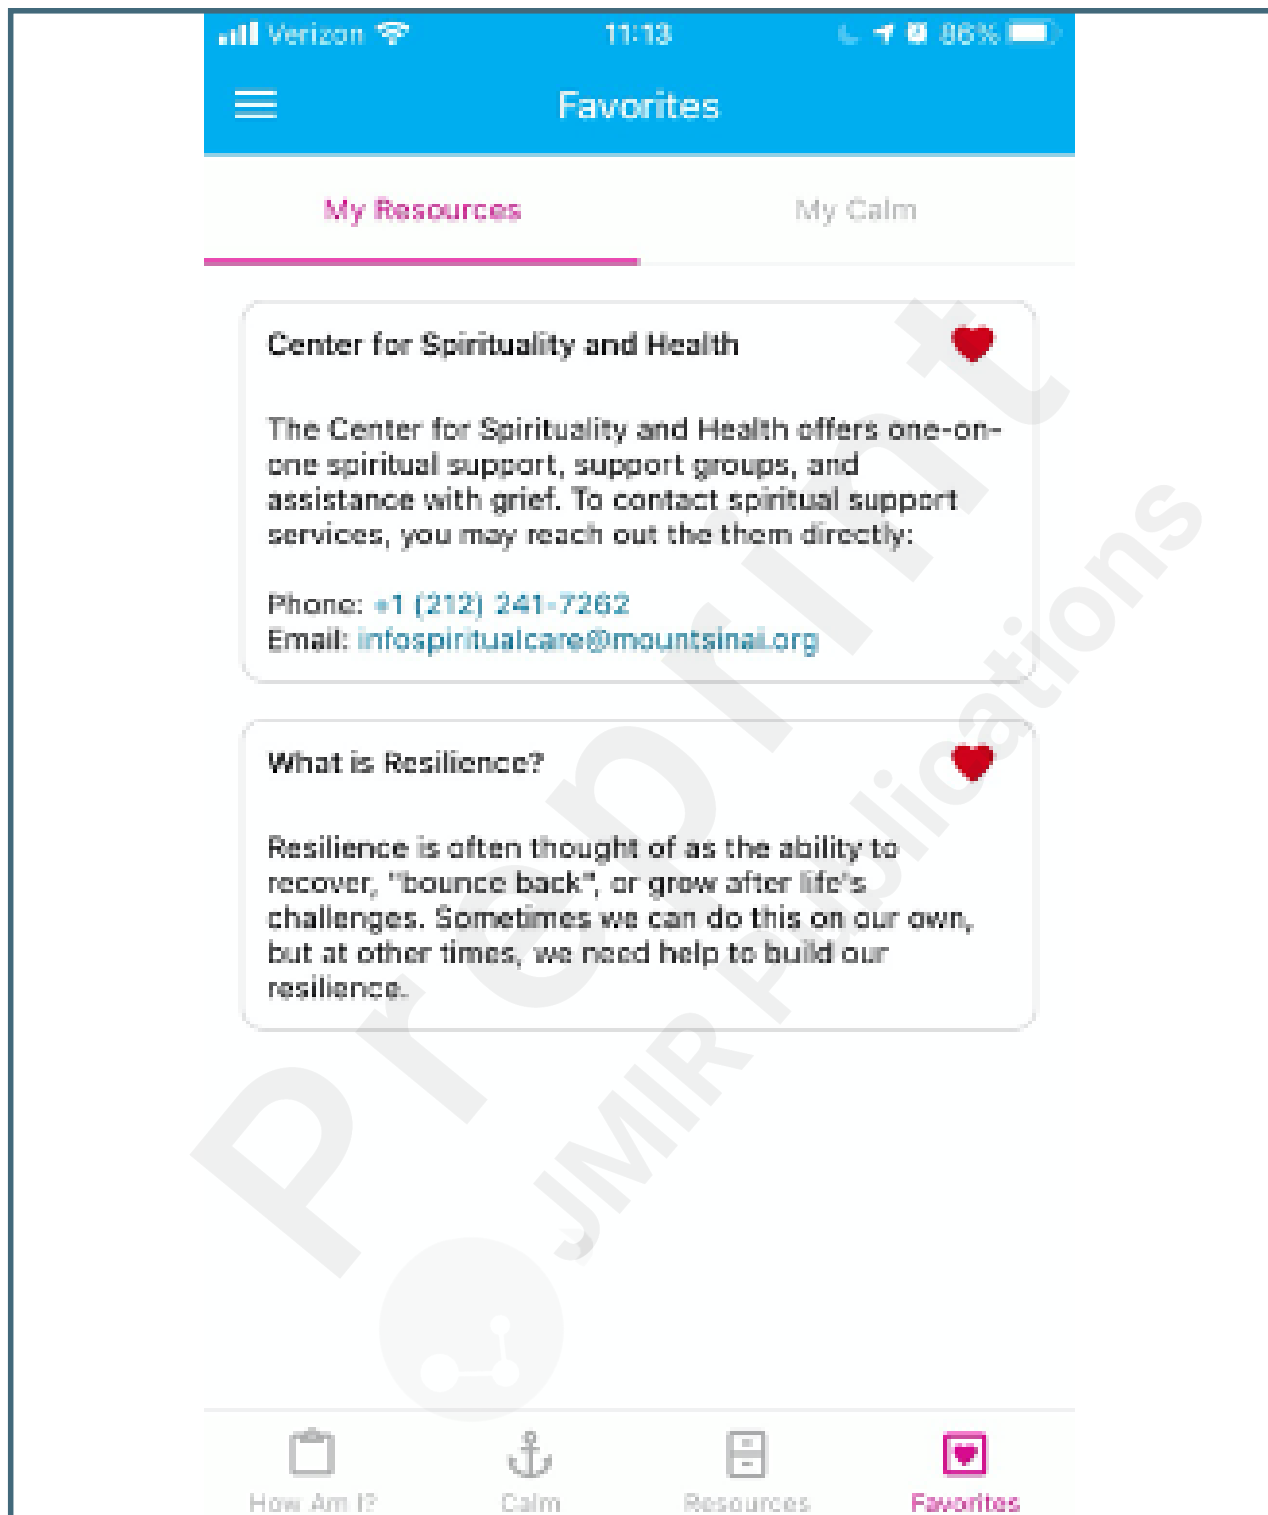 Verizon 11:13 86%
Favorites
My Resources My Calm
Center for Spirituality and Health
The Center for Spirituality and Health offers one-on-
one spiritual support, support groups, and
assistance with grief. To contact spiritual support
services, you may reach out the them directly:
Phone: +1 (212) 241-7262
Email: infospiritualcare@mountsinai.org
What is Resilience?
Resilience is often thought of as the ability to
recover, "bounce back", or grow after life's
challenges. Sometimes we can do this on our own,
but at other times, we need help to build our
resilience.
How Am I? Calm Resources Favorites
Preprint
JMIR Publications